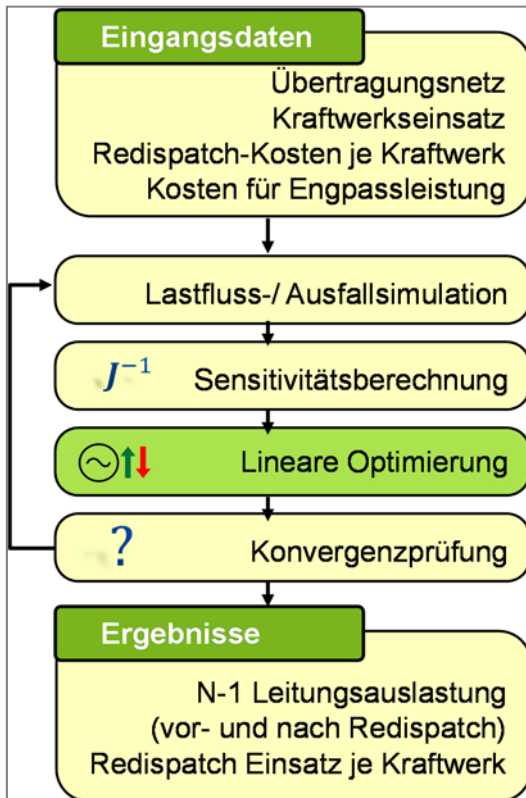 Eingangsdaten
Übertragungsnetz
Kraftwerkseinsatz
Redispatch-Kosten je Kraftwerk
Kosten für Engpassleistung
Lastfluss-/ Ausfallsimulation
J⁻¹ Sensitivitätsberechnung
Lineare Optimierung
? Konvergenzprüfung
Ergebnisse
N-1 Leitungsauslastung
(vor- und nach Redispatch)
Redispatch Einsatz je Kraftwerk